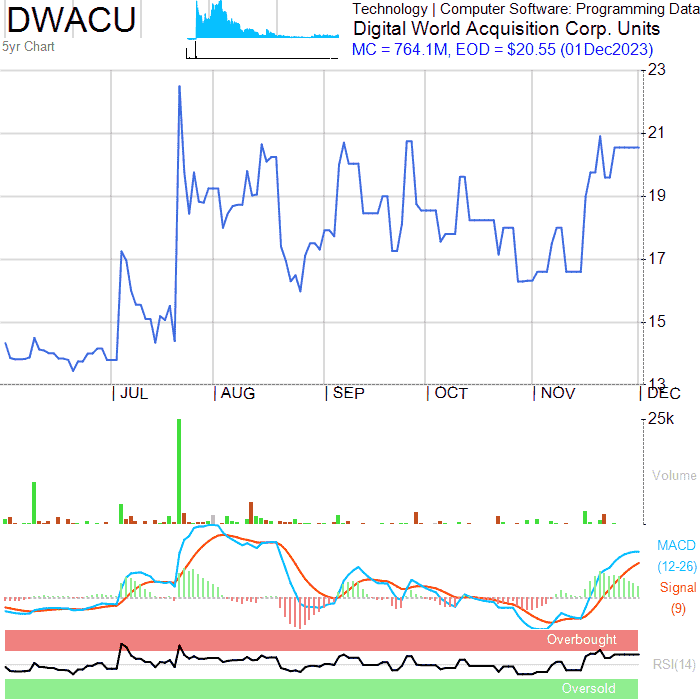 DWACU
5yr Chart
Technology | Computer Software: Programming Data
Digital World Acquisition Corp. Units
MC = 764.1M, EOD = $20.55 (01Dec2023)
23
21
19
17
15
13
JUL AUG SEP OCT NOV DEC
25k
Volume
MACD
(12-26)
Signal
(9)
Overbought
RSI(14)
Oversold